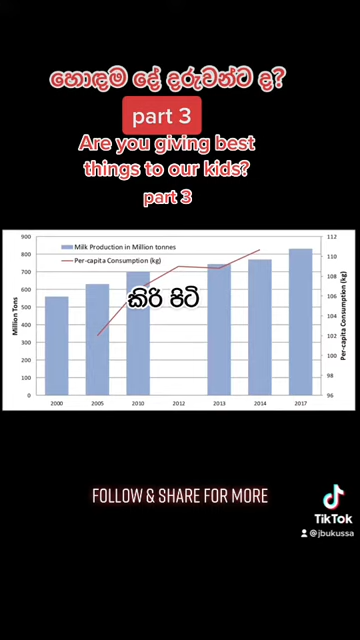 හොඳම දේ දරුවන්ට ද?
part 3
Are you giving best
things to our kids?
part 3
900
800
700
600
500
400
300
200
100
0
Million Tons
Milk Production in Million tonnes
Per-capita Consumption (kg)
කිරි පිටි
112
110
108
106
104
102
100
98
96
Per-capita Consumption (kg)
2000 2005 2010 2012 2013 2014 2017
FOLLOW & SHARE FOR MORE
TikTok
@jbukussa